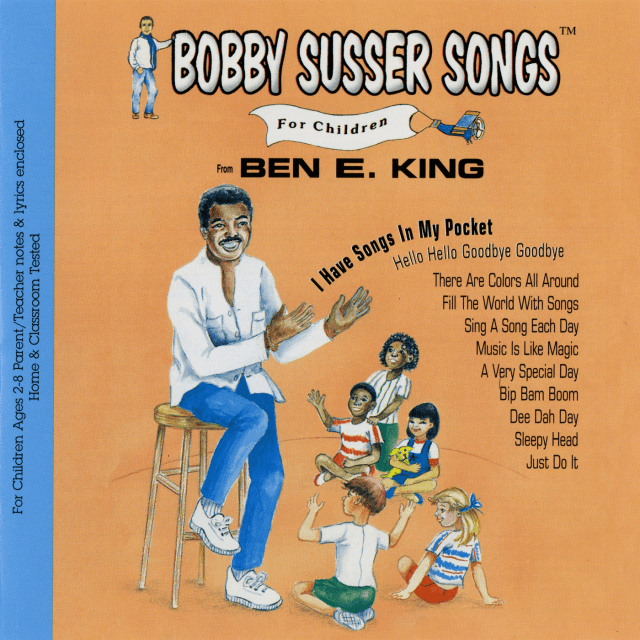 BOBBY SUSSER SONGS™
For Children
From BEN E. KING
I Have Songs In My Pocket
Hello Hello Goodbye Goodbye
There Are Colors All Around
Fill The World With Songs
Sing A Song Each Day
Music Is Like Magic
A Very Special Day
Bip Bam Boom
Dee Dah Day
Sleepy Head
Just Do It
For Children Ages 2-8 Parent/Teacher notes & lyrics enclosed
Home & Classroom Tested